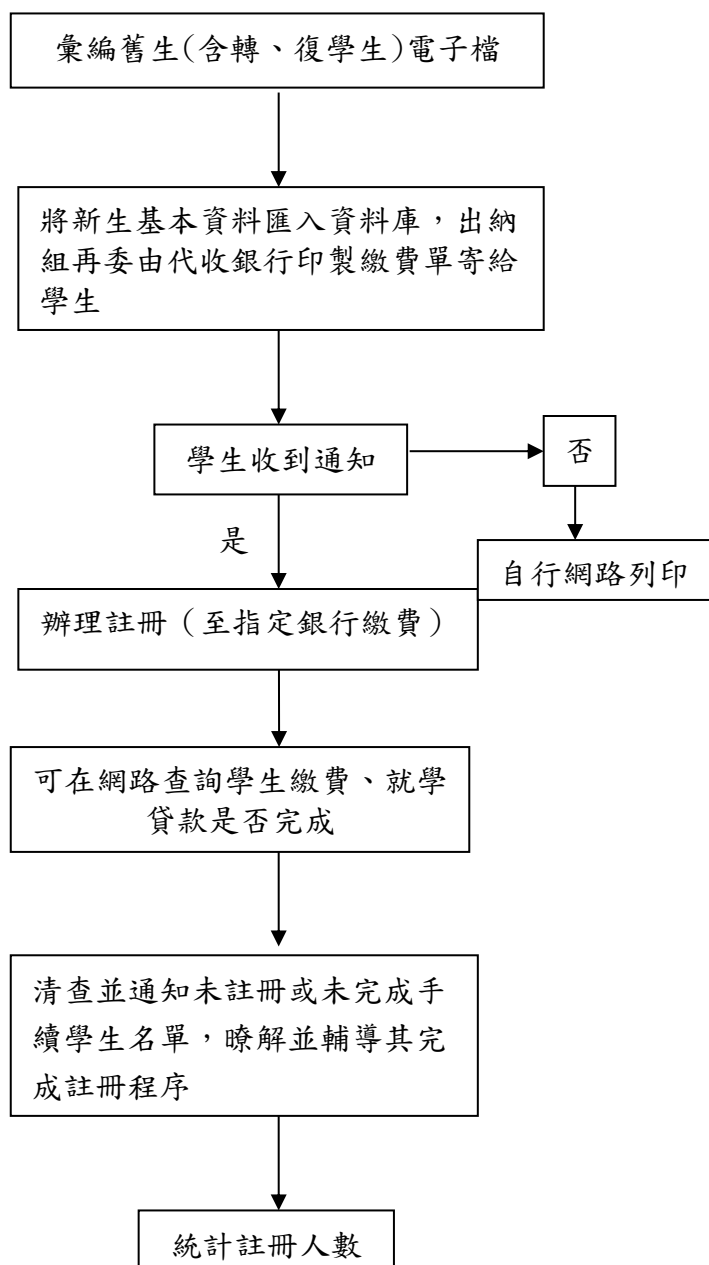 彙編舊生(含轉、復學生)電子檔
將新生基本資料匯入資料庫，出納
組再委由代收銀行印製繳費單寄給
學生
學生收到通知
否
是
自行網路列印
辦理註冊（至指定銀行繳費）
可在網路查詢學生繳費、就學
貸款是否完成
清查並通知未註冊或未完成手
續學生名單，瞭解並輔導其完
成註冊程序
統計註冊人數